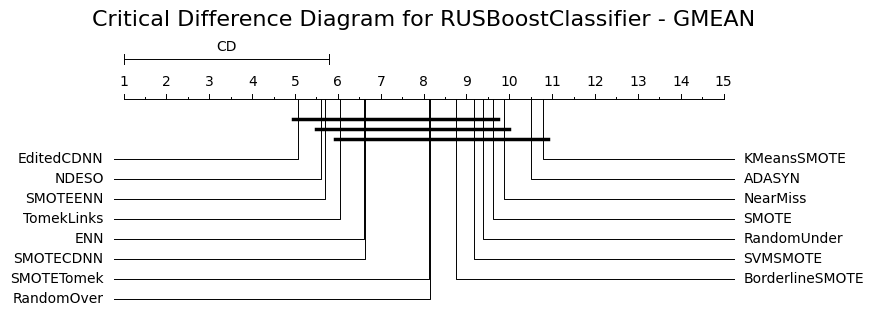 Critical Difference Diagram for RUSBoostClassifier - GMEAN
CD
1 2 3 4 5 6 7 8 9 10 11 12 13 14 15
EditedCDNN KMeansSMOTE
NDESO ADASYN
SMOTEENN NearMiss
TomekLinks SMOTE
ENN RandomUnder
SMOTECDNN SVMSMOTE
SMOTETomek BorderlineSMOTE
RandomOver